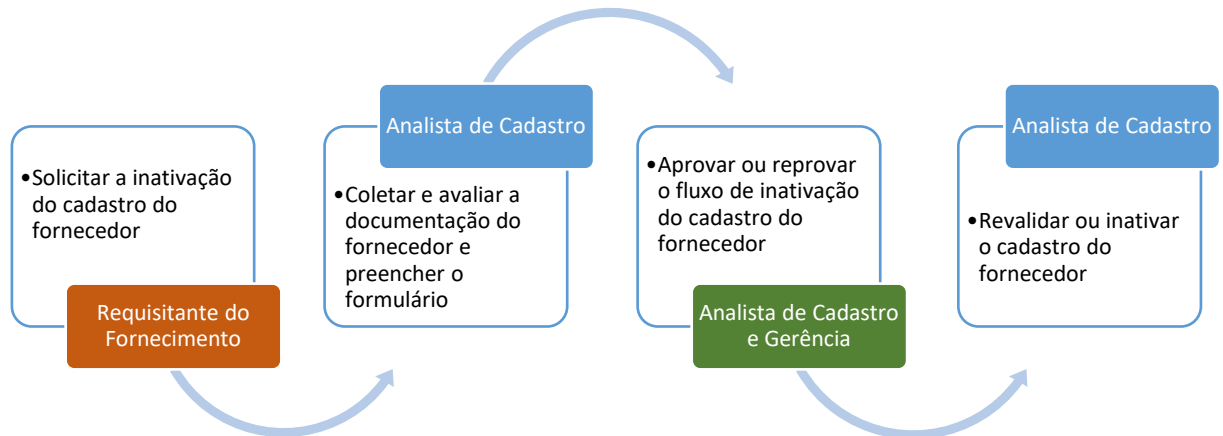 •Solicitar a inativação
do cadastro do
fornecedor
Requisitante do
Fornecimento
Analista de Cadastro
•Coletar e avaliar a
documentação do
fornecedor e
preencher o
formulário
•Aprovar ou reprovar
o fluxo de inativação
do cadastro do
fornecedor
Analista de Cadastro
e Gerência
Analista de Cadastro
•Revalidar ou inativar
o cadastro do
fornecedor